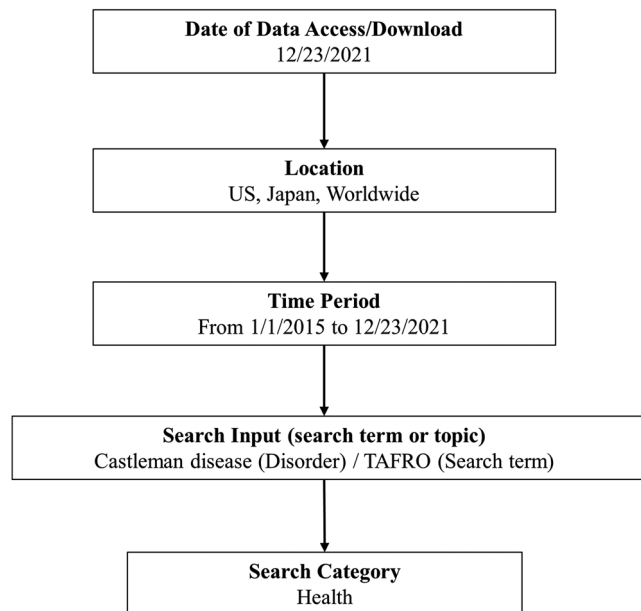 Date of Data Access/Download
12/23/2021
Location
US, Japan, Worldwide
Time Period
From 1/1/2015 to 12/23/2021
Search Input (search term or topic)
Castleman disease (Disorder) / TAFRO (Search term)
Search Category
Health